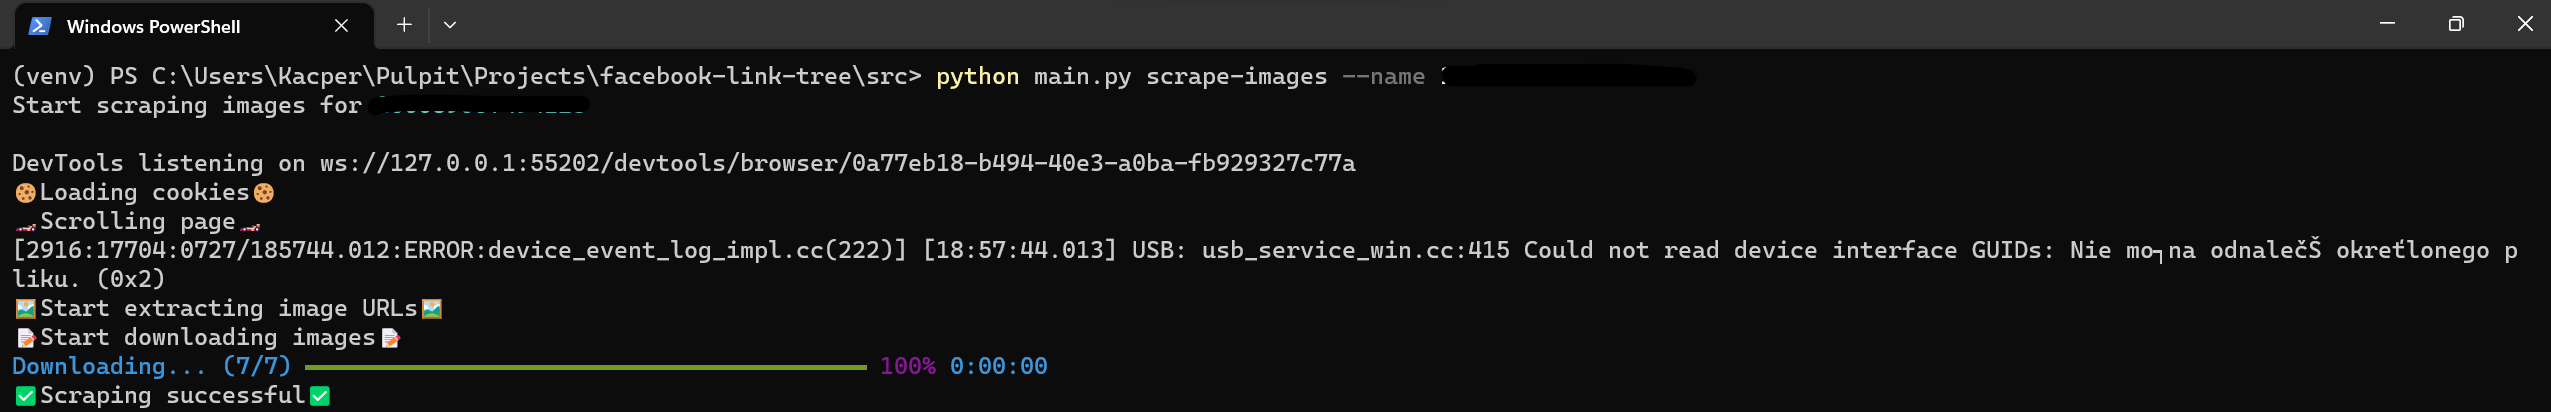 Windows PowerShell
(venv) PS C:\Users\Kacper\Pulpit\Projects\facebook-link-tree\src> python main.py scrape-images --name
Start scraping images for
DevTools listening on ws://127.0.0.1:55202/devtools/browser/0a77eb18-b494-40e3-a0ba-fb929327c77a
🍪Loading cookies🍪
🏎️Scrolling page🏎️
[2916:17704:0727/185744.012:ERROR:device_event_log_impl.cc(222)] [18:57:44.013] USB: usb_service_win.cc:415 Could not read device interface GUIDs: Nie mo┐na odnalečŠ okreťlonego p
liku. (0x2)
🖼️Start extracting image URLs🖼️
📝Start downloading images📝
Downloading... (7/7) 100% 0:00:00
✅Scraping successful✅